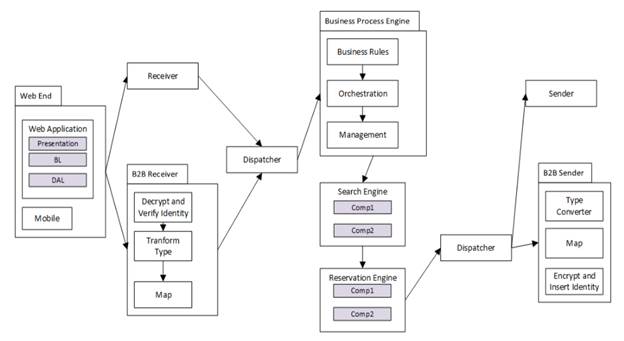 Web End
Web Application
Presentation
BL
DAL
Mobile
Receiver
B2B Receiver
Decrypt and
Verify Identity
Tranform
Type
Map
Dispatcher
Business Process Engine
Business Rules
Orchestration
Management
Search Engine
Comp1
Comp2
Reservation Engine
Comp1
Comp2
Dispatcher
Sender
B2B Sender
Type
Converter
Map
Encrypt and
Insert Identity